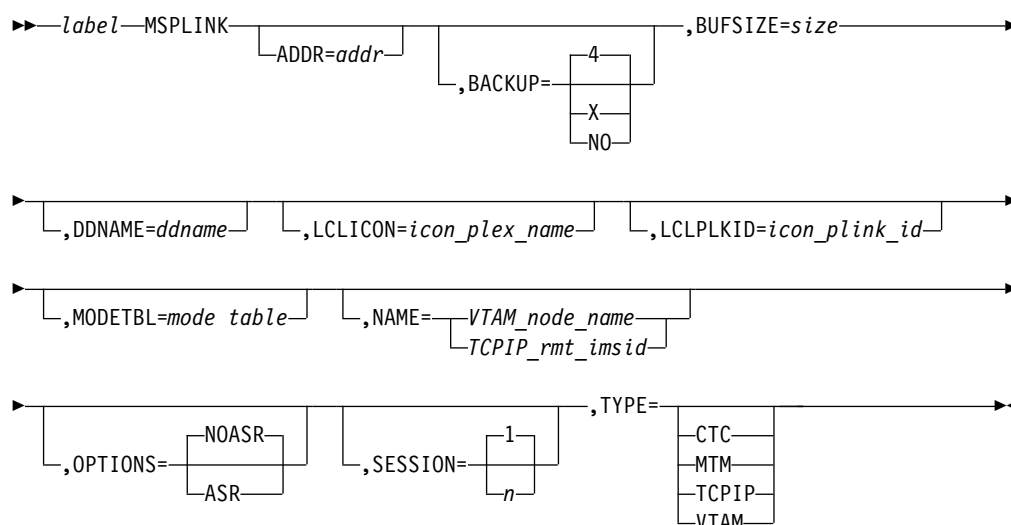 label MSPLINK ADDR=addr ,BACKUP= 4 X NO ,BUFSIZE=size
,DDNAME=ddname ,LCLICON=icon_plex_name ,LCLPLKID=icon_plink_id
,MODETBL=mode table ,NAME= VTAM_node_name TCPIP_rmt_imsid
,OPTIONS= NOASR ASR ,SESSION= 1 n ,TYPE= CTC MTM TCPIP VTAM